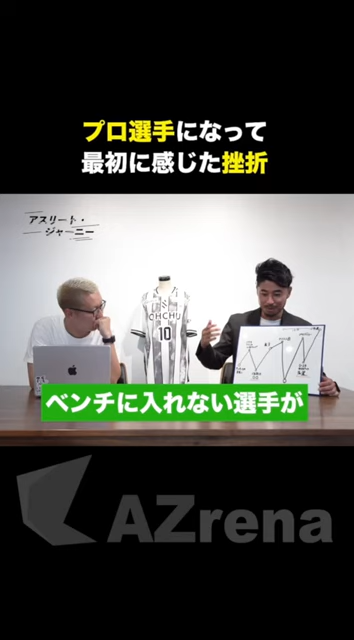 プロ選手になって
最初に感じた挫折
アスリート・
ジャーニー
CHCHU
10
ベンチに入れない選手が
AZrena